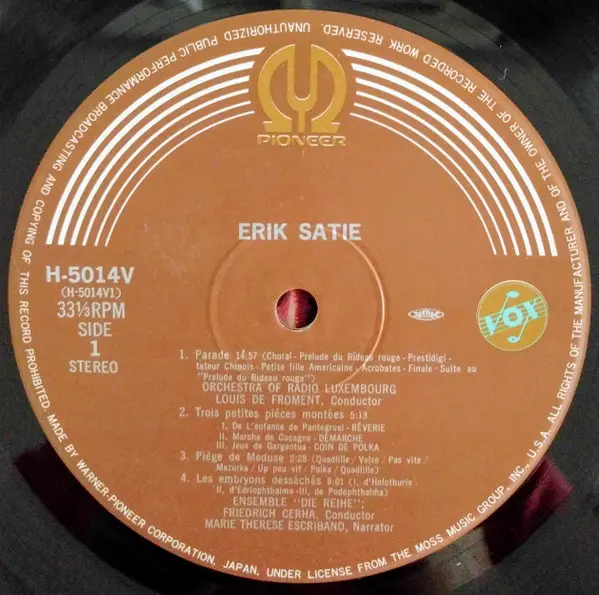 PIONEER
ERIK SATIE
H-5014V
(H-5014V1)
33⅓RPM
SIDE
1
STEREO
VOX
1. Parade 14:57 (Choral - Prelude du Rideau rouge - Prestidigi-
tateur Chinois - Petite fille Americaine - Acrobates - Finale - Suite au
"Prelude du Rideau rouge")
ORCHESTRA OF RADIO LUXEMBOURG
LOUIS DE FROMENT, Conductor
2. Trois petites pièces montées 5:13
I. De L'enfance de Pantegruel - RÊVERIE
II. Marche de Cocagne - DÉMARCHE
III. Jeux de Gargantua - COIN DE POLKA
3. Piège de Meduse 2:28 (Quadille / Valse / Pas vite /
Mazurka / Up peu vif / Polka / Quadille)
4. Les embryons desséchés 8:01 (I, d'Holothurie ·
II, d'Edriophthalma · III, de Podophthalma)
ENSEMBLE "DIE REIHE";
FRIEDRICH CERHA, Conductor
MARIE THERESE ESCRIBANO, Narrator
MADE BY WARNER-PIONEER CORPORATION, JAPAN, UNDER LICENSE FROM THE MOSS MUSIC GROUP, INC., U.S.A. ALL RIGHTS OF THE MANUFACTURER AND OF THE OWNER OF THE RECORDED WORK RESERVED. UNAUTHORIZED PUBLIC PERFORMANCE BROADCASTING AND COPYING OF THIS RECORD PROHIBITED.